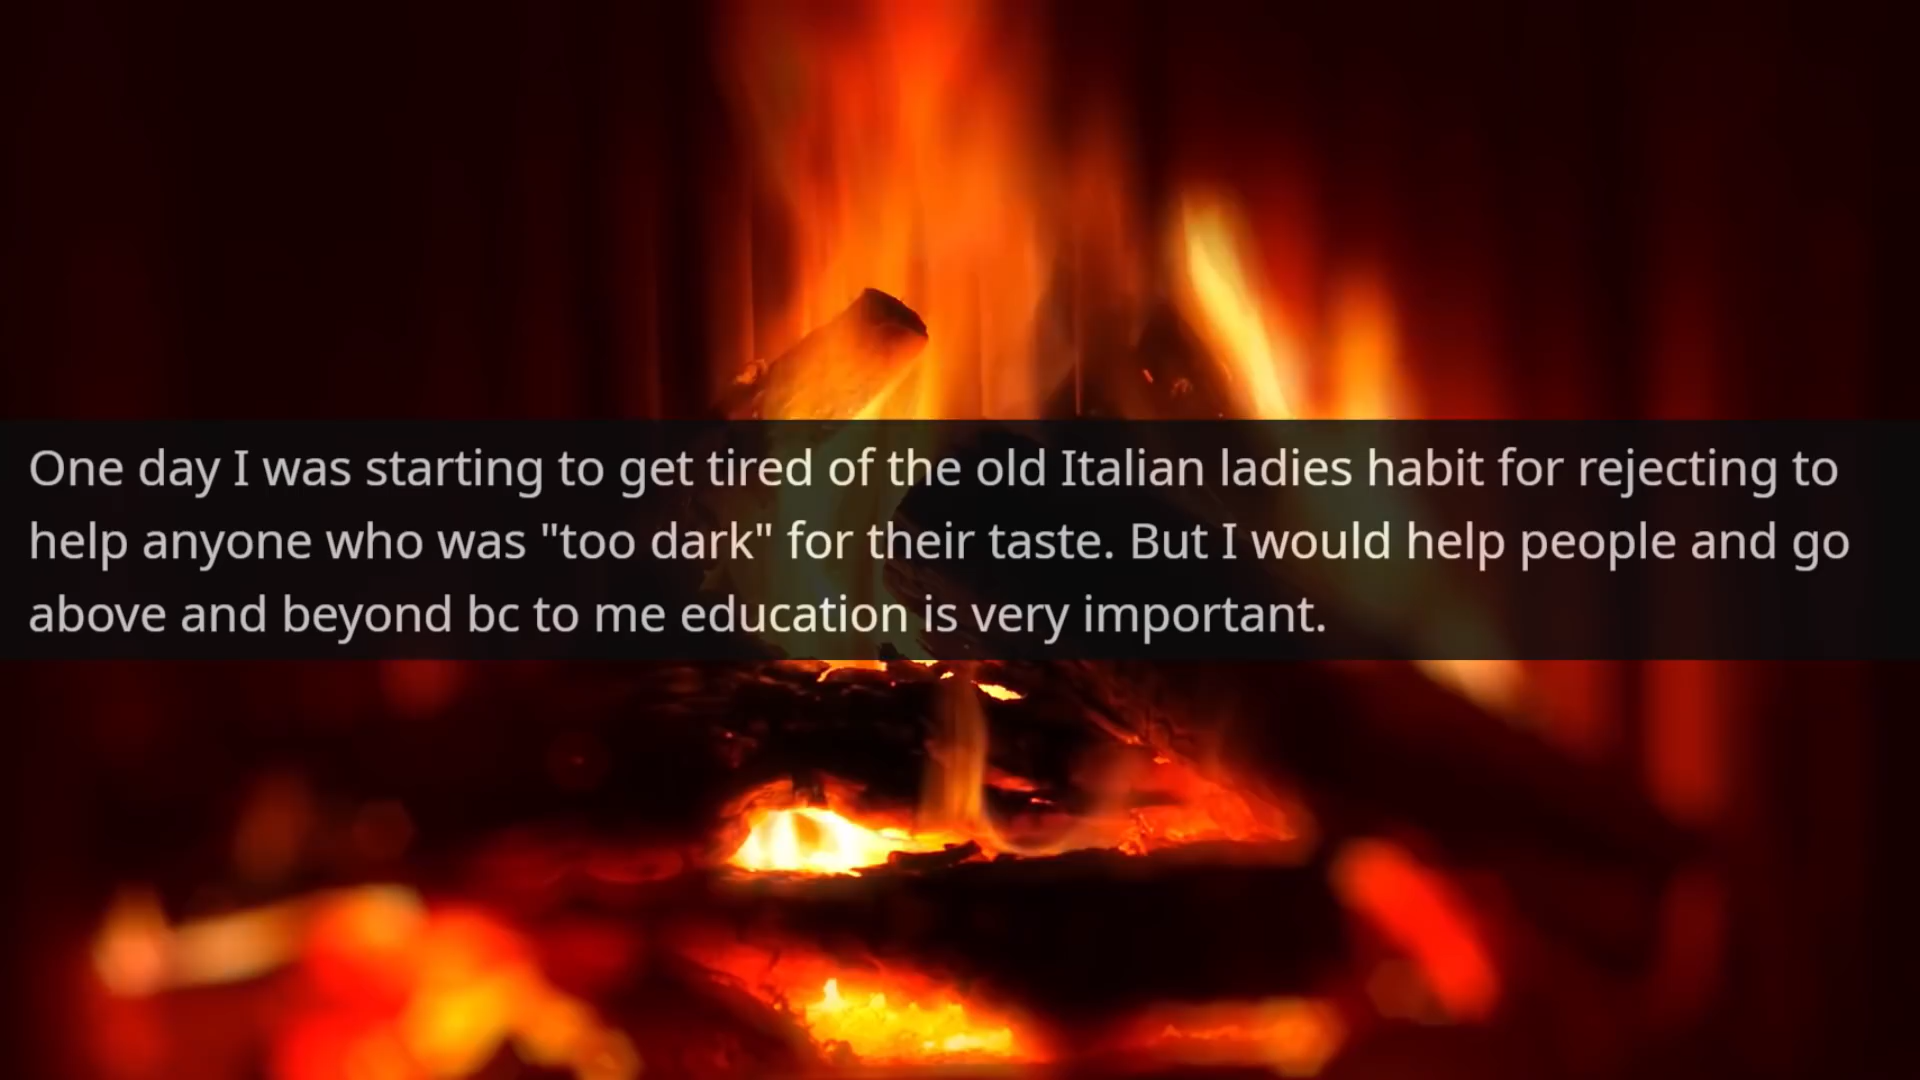 One day I was starting to get tired of the old Italian ladies habit for rejecting to
help anyone who was "too dark" for their taste. But I would help people and go
above and beyond bc to me education is very important.